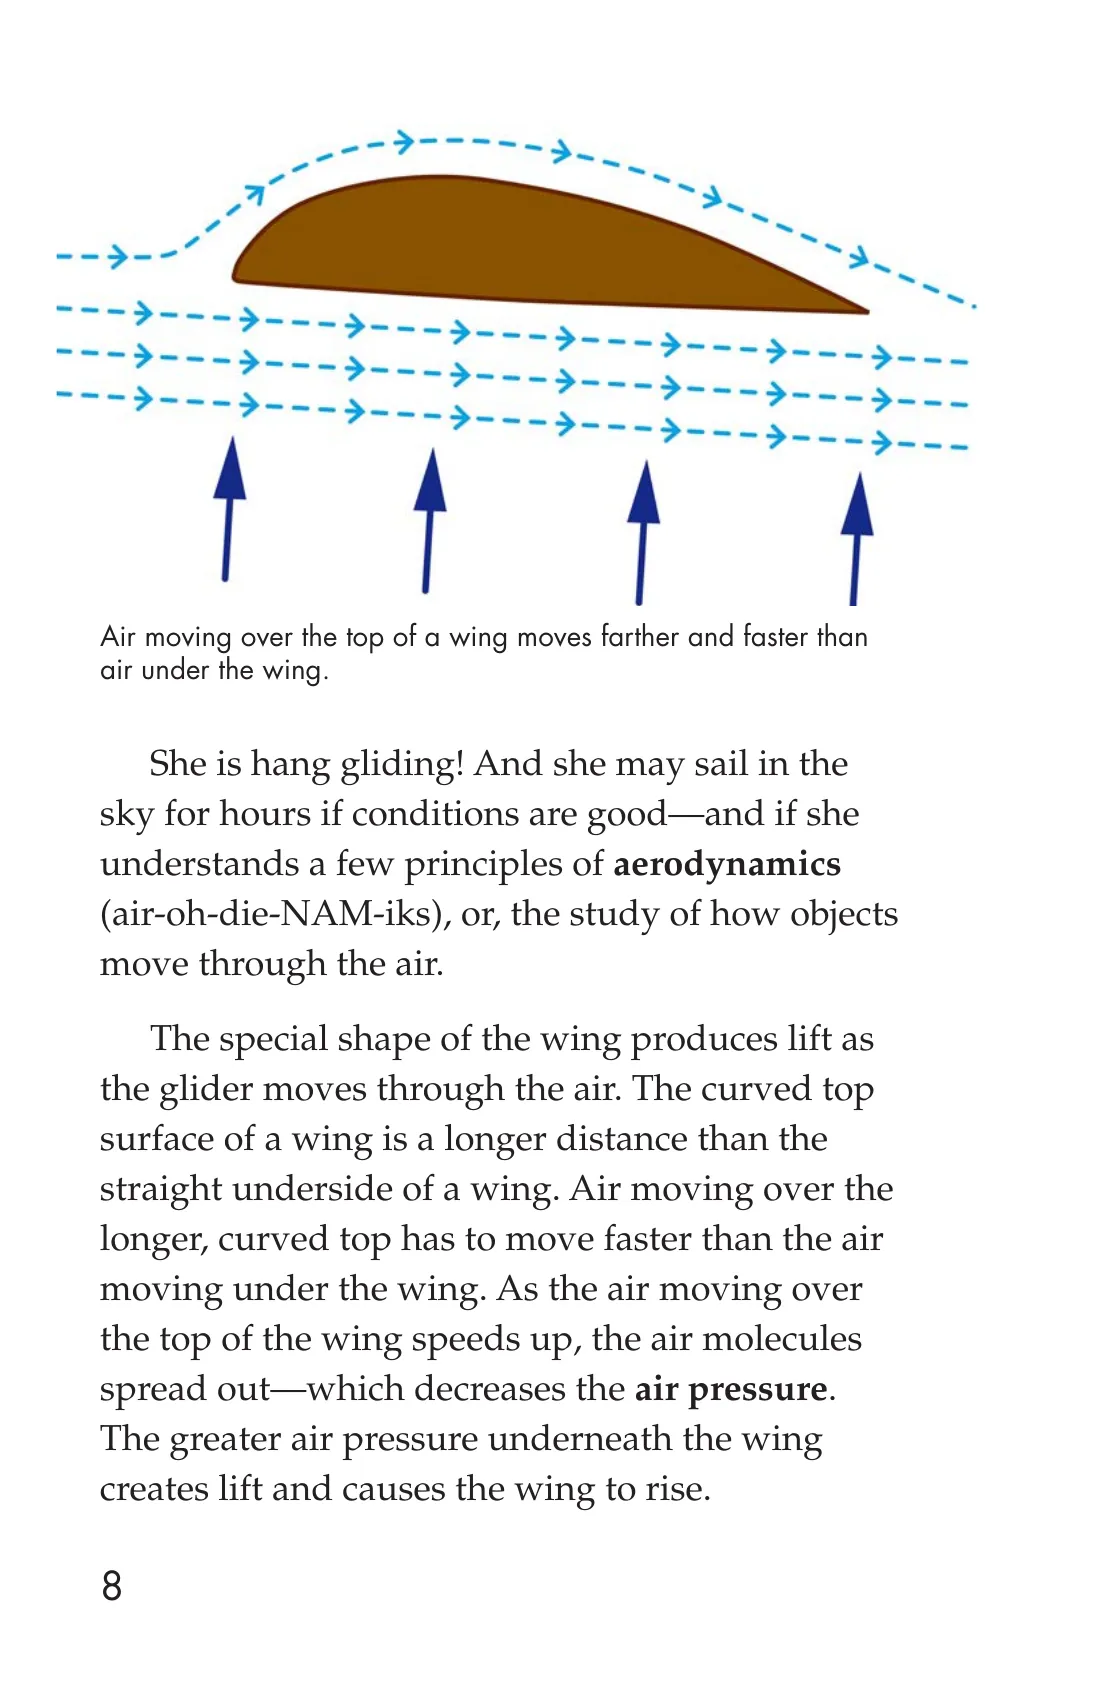 Air moving over the top of a wing moves farther and faster than
air under the wing.
She is hang gliding! And she may sail in the
sky for hours if conditions are good—and if she
understands a few principles of aerodynamics
(air-oh-die-NAM-iks), or, the study of how objects
move through the air.
The special shape of the wing produces lift as
the glider moves through the air. The curved top
surface of a wing is a longer distance than the
straight underside of a wing. Air moving over the
longer, curved top has to move faster than the air
moving under the wing. As the air moving over
the top of the wing speeds up, the air molecules
spread out—which decreases the air pressure.
The greater air pressure underneath the wing
creates lift and causes the wing to rise.
8